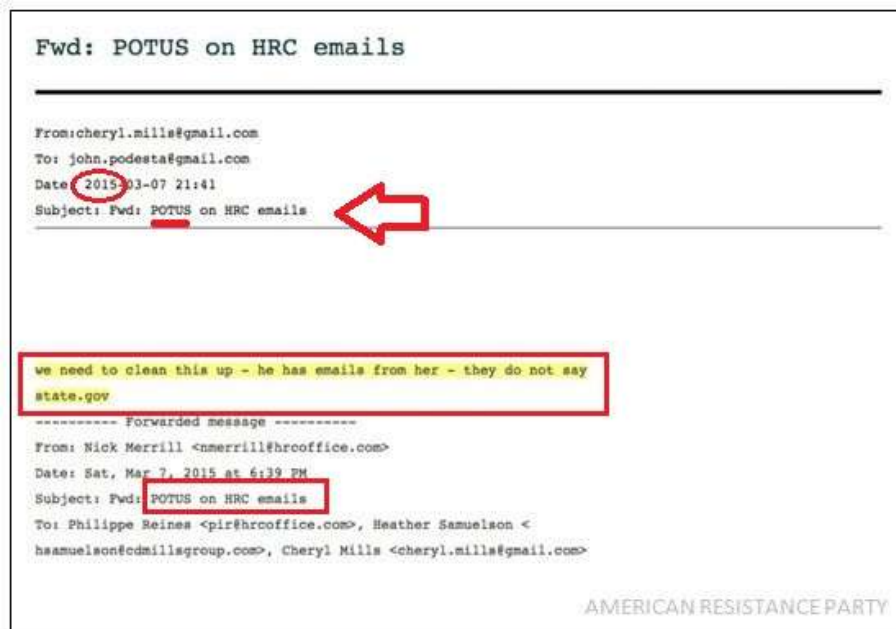 Fwd: POTUS on HRC emails
From:cheryl.mills@gmail.com
To: john.podesta@gmail.com
Date: 2015-03-07 21:41
Subject: Fwd: POTUS on HRC emails
we need to clean this up - he has emails from her - they do not say
state.gov
---------- Forwarded message ----------
From: Nick Merrill <nmerrill@hrcoffice.com>
Date: Sat, Mar 7, 2015 at 6:39 PM
Subject: Fwd: POTUS on HRC emails
To: Philippe Reines <pir@hrcoffice.com>, Heather Samuelson <
hsamuelson@cdmillsgroup.com>, Cheryl Mills <cheryl.mills@gmail.com>
AMERICAN RESISTANCE PARTY